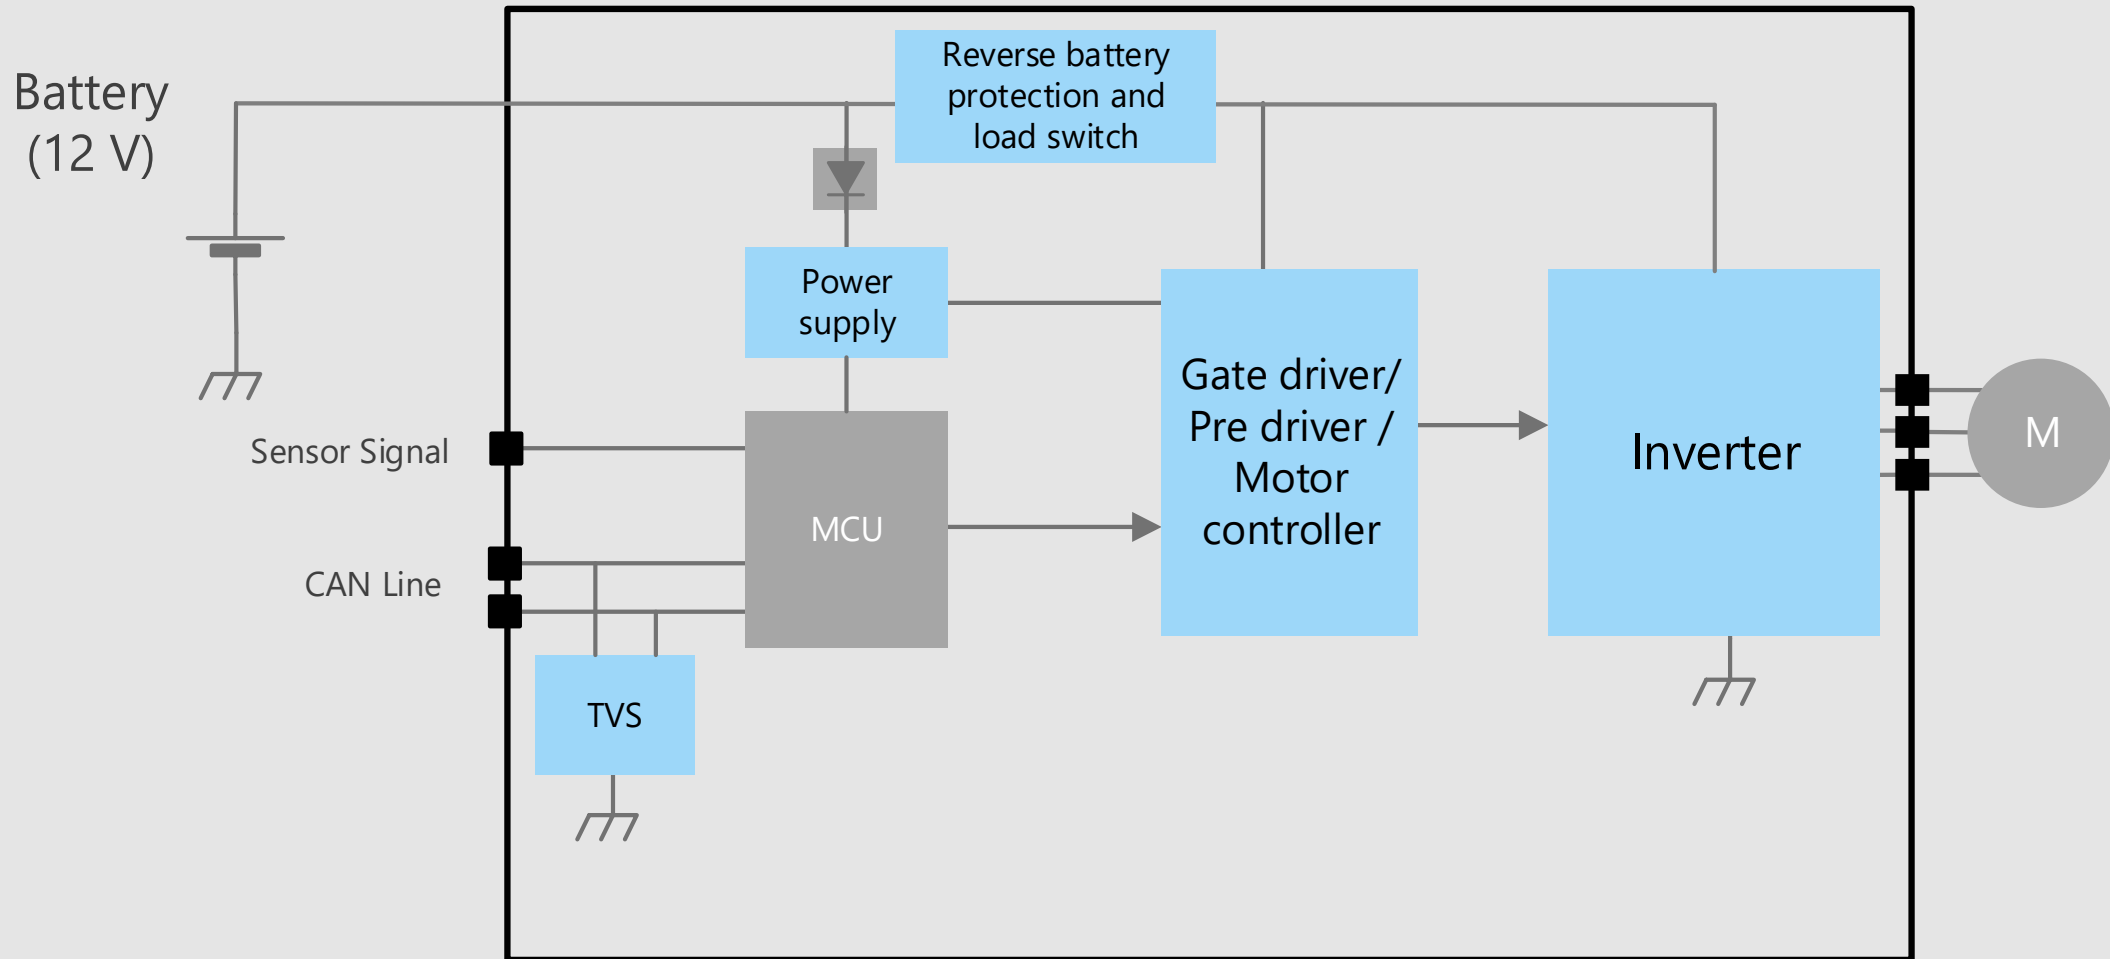 Battery
(12 V)
Reverse battery
protection and
load switch
Power
supply
Gate driver/
Pre driver /
Motor
controller
Inverter
M
Sensor Signal
MCU
CAN Line
TVS